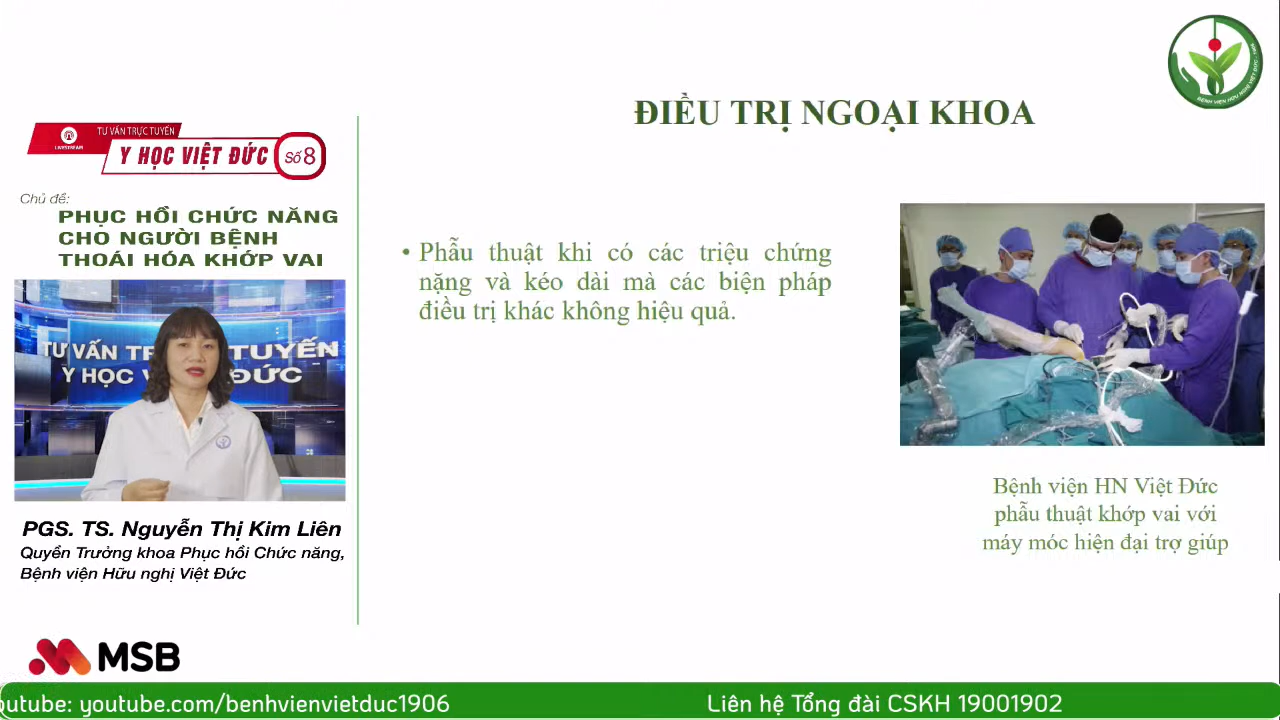 ĐIỀU TRỊ NGOẠI KHOA
TƯ VẤN TRỰC TUYẾN
LIVESTREAM
Y HỌC VIỆT ĐỨC Số 8
Chủ đề:
PHỤC HỒI CHỨC NĂNG
CHO NGƯỜI BỆNH
THOÁI HÓA KHỚP VAI
TƯ VẤN TR TUYẾN
Y HỌC V ĐỨC
PGS. TS. Nguyễn Thị Kim Liên
Quyền Trưởng khoa Phục hồi Chức năng,
Bệnh viện Hữu nghị Việt Đức
• Phẫu thuật khi có các triệu chứng
nặng và kéo dài mà các biện pháp
điều trị khác không hiệu quả.
Bệnh viện HN Việt Đức
phẫu thuật khớp vai với
máy móc hiện đại trợ giúp
MSB
outube: youtube.com/benhvienvietduc1906
Liên hệ Tổng đài CSKH 19001902